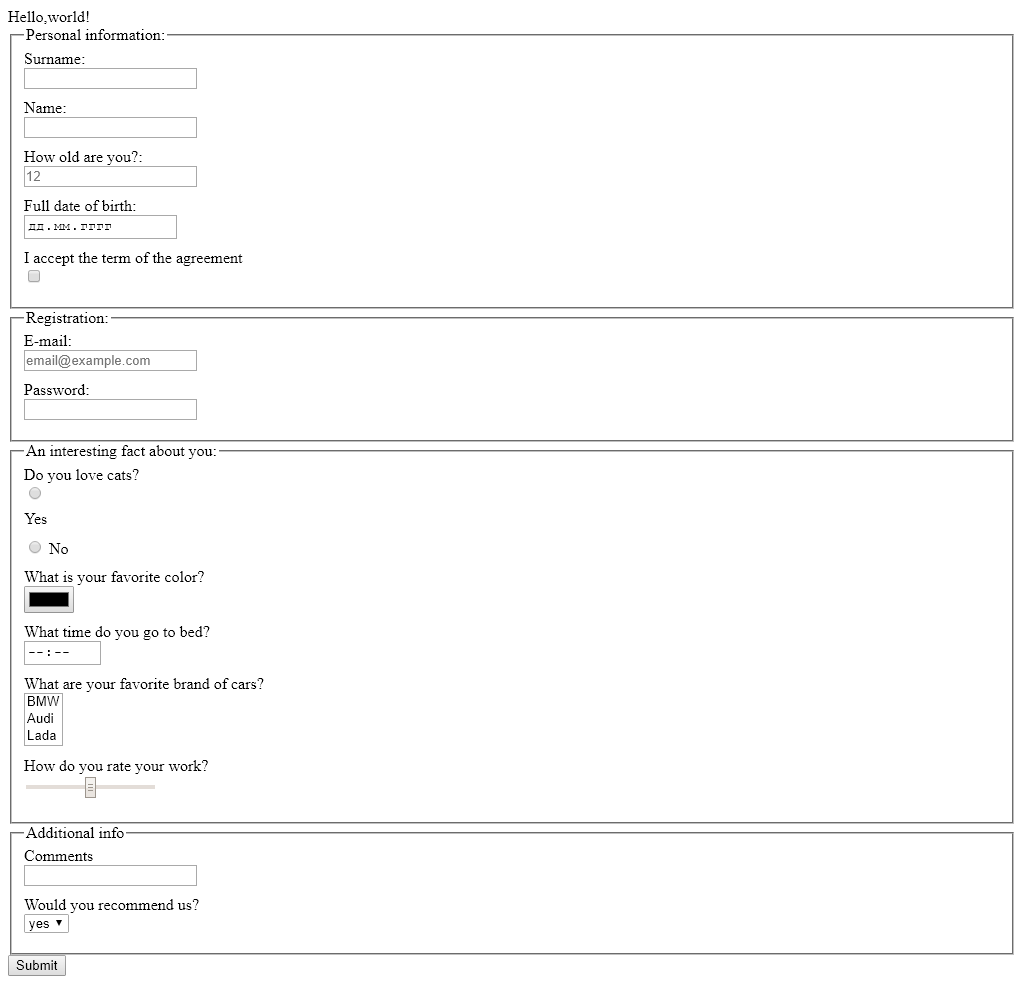 Hello,world!
Personal information:
Surname:
Name:
How old are you?:
12
Full date of birth:
дд.мм.гггг
I accept the term of the agreement
Registration:
E-mail:
email@example.com
Password:
An interesting fact about you:
Do you love cats?
Yes
No
What is your favorite color?
What time do you go to bed?
--:--
What are your favorite brand of cars?
BMW
Audi
Lada
How do you rate your work?
Additional info
Comments
Would you recommend us?
yes
Submit